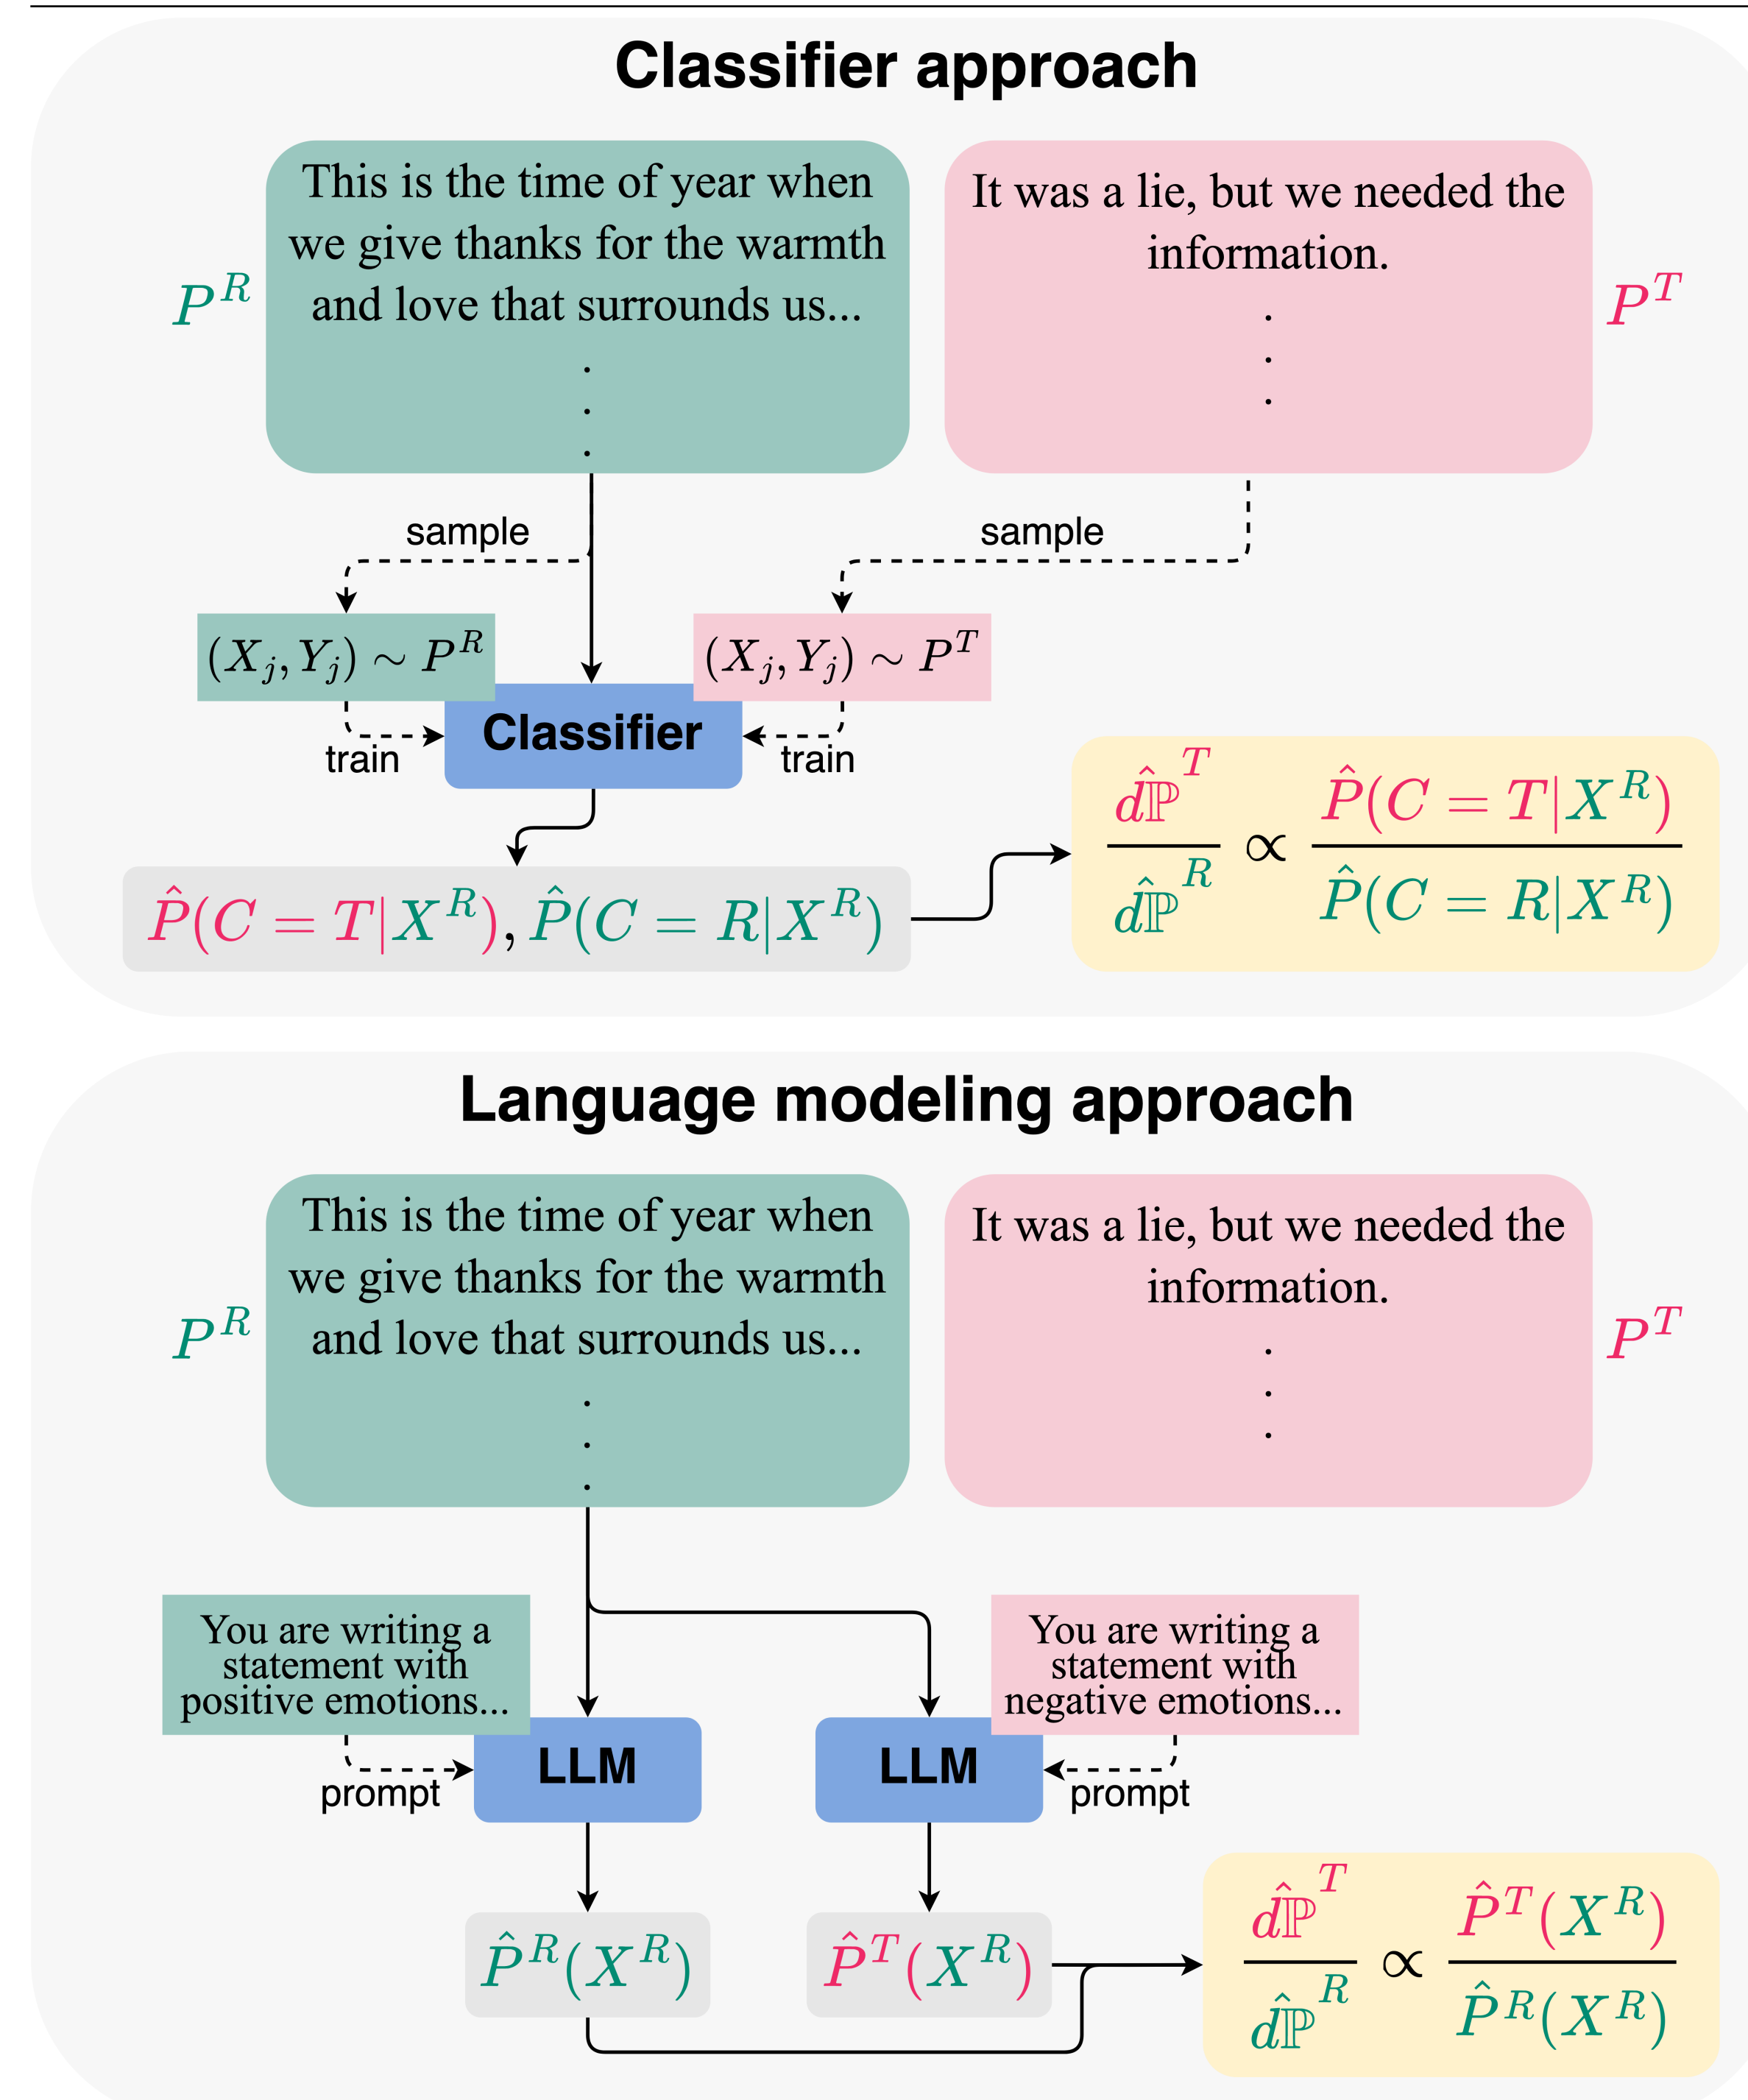 Classifier approach
This is the time of year when
we give thanks for the warmth
and love that surrounds us...
.
.
.
It was a lie, but we needed the
information.
.
.
.
P^R
P^T
sample
sample
(X_j, Y_j) ∼ P^R
(X_j, Y_j) ∼ P^T
Classifier
train
train
P̂(C = T|X^R), P̂(C = R|X^R)
dP̂^T / dP̂^R ∝ P̂(C = T|X^R) / P̂(C = R|X^R)
Language modeling approach
This is the time of year when
we give thanks for the warmth
and love that surrounds us...
.
.
.
It was a lie, but we needed the
information.
.
.
.
P^R
P^T
You are writing a
statement with
positive emotions...
You are writing a
statement with
negative emotions...
LLM
LLM
prompt
prompt
P̂^R(X^R)
P̂^T(X^R)
dP̂^T / dP̂^R ∝ P̂^T(X^R) / P̂^R(X^R)